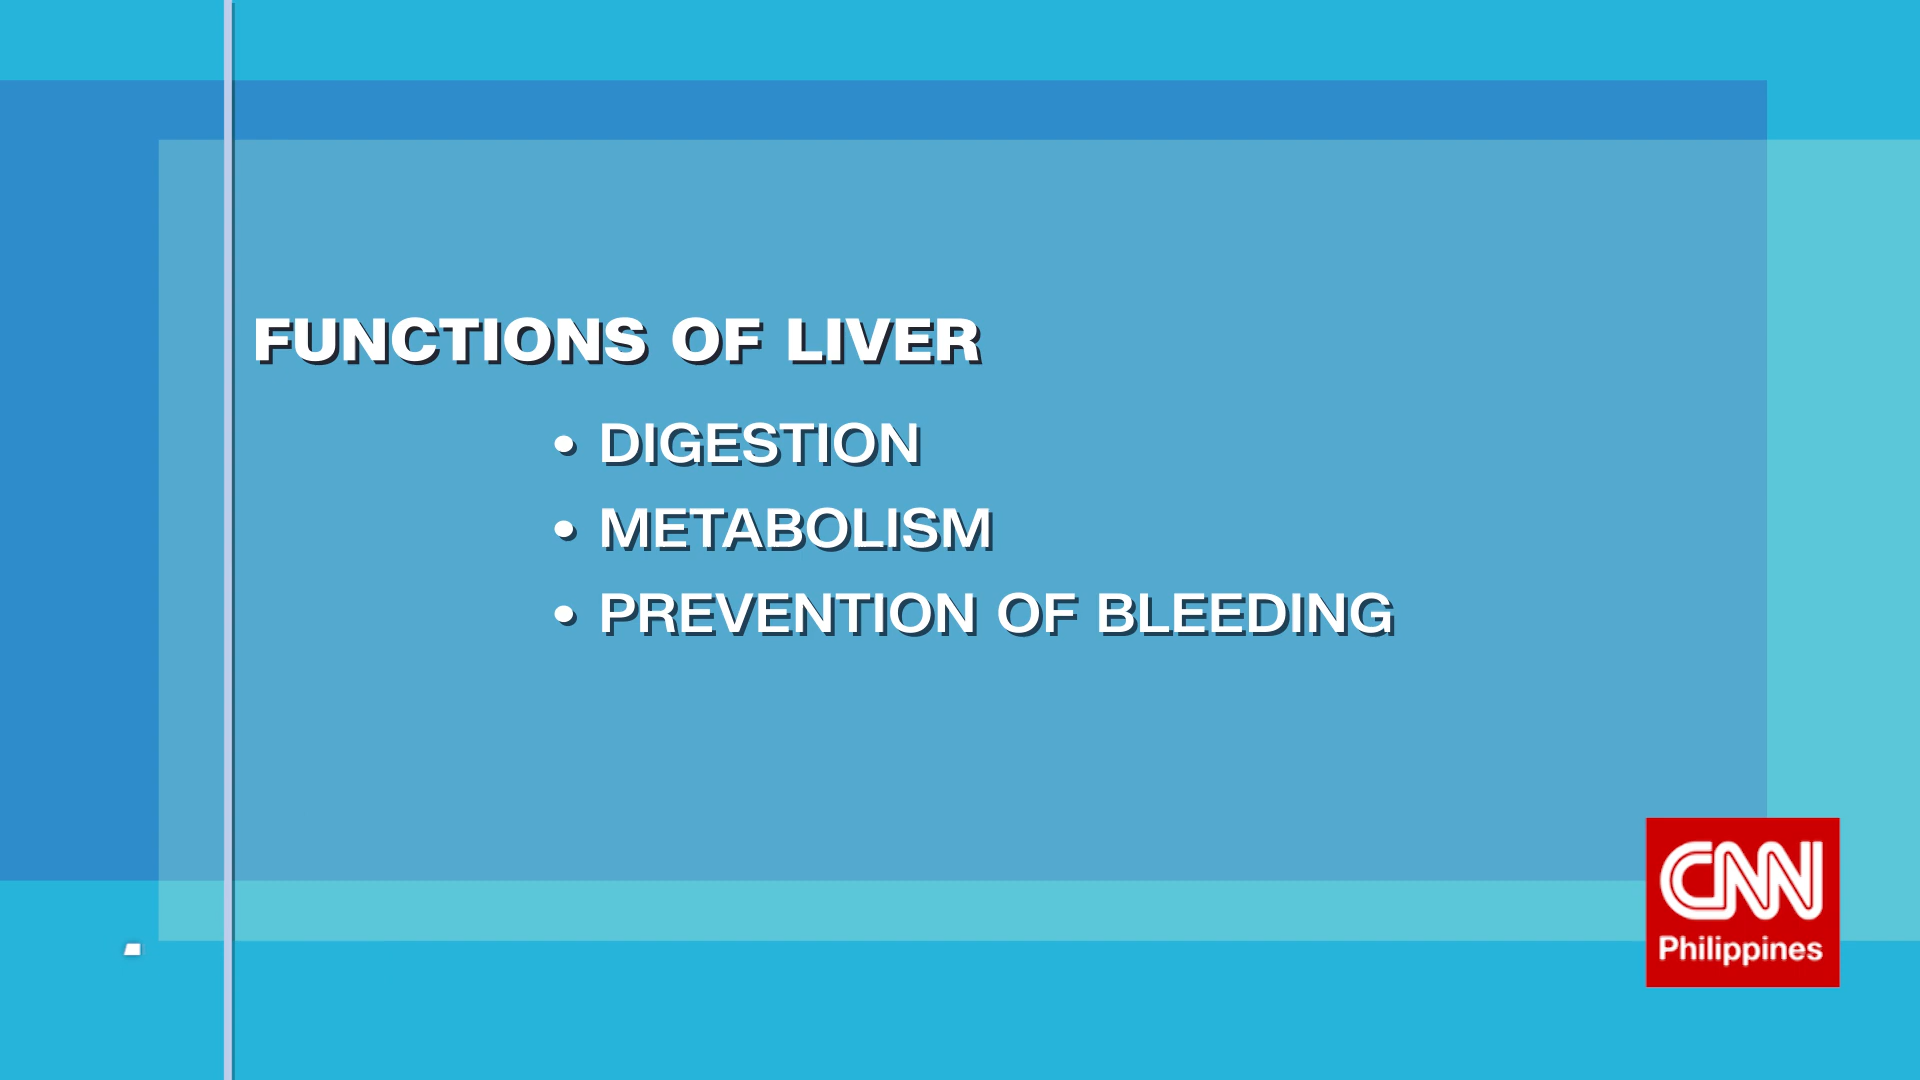 FUNCTIONS OF LIVER
• DIGESTION
• METABOLISM
• PREVENTION OF BLEEDING
CNN
Philippines